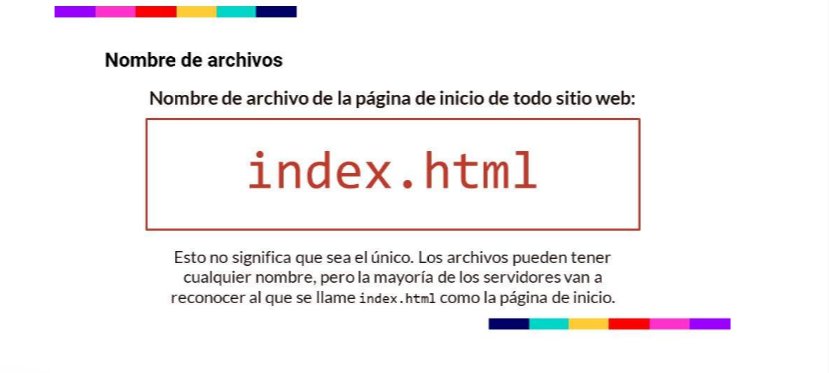 Nombre de archivos
Nombre de archivo de la página de inicio de todo sitio web:
index.html
Esto no significa que sea el único. Los archivos pueden tener
cualquier nombre, pero la mayoría de los servidores van a
reconocer al que se llame index.html como la página de inicio.